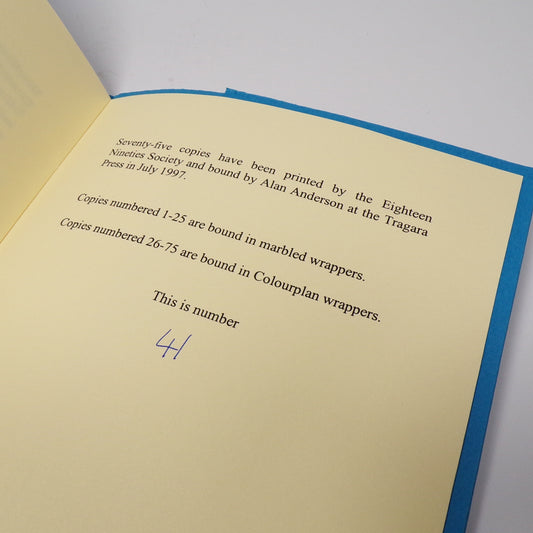 Seventy-five copies have been printed by the Eighteen
Nineties Society and bound by Alan Anderson at the Tragara
Press in July 1997.
Copies numbered 1-25 are bound in marbled wrappers.
Copies numbered 26-75 are bound in Colourplan wrappers.
This is number
41